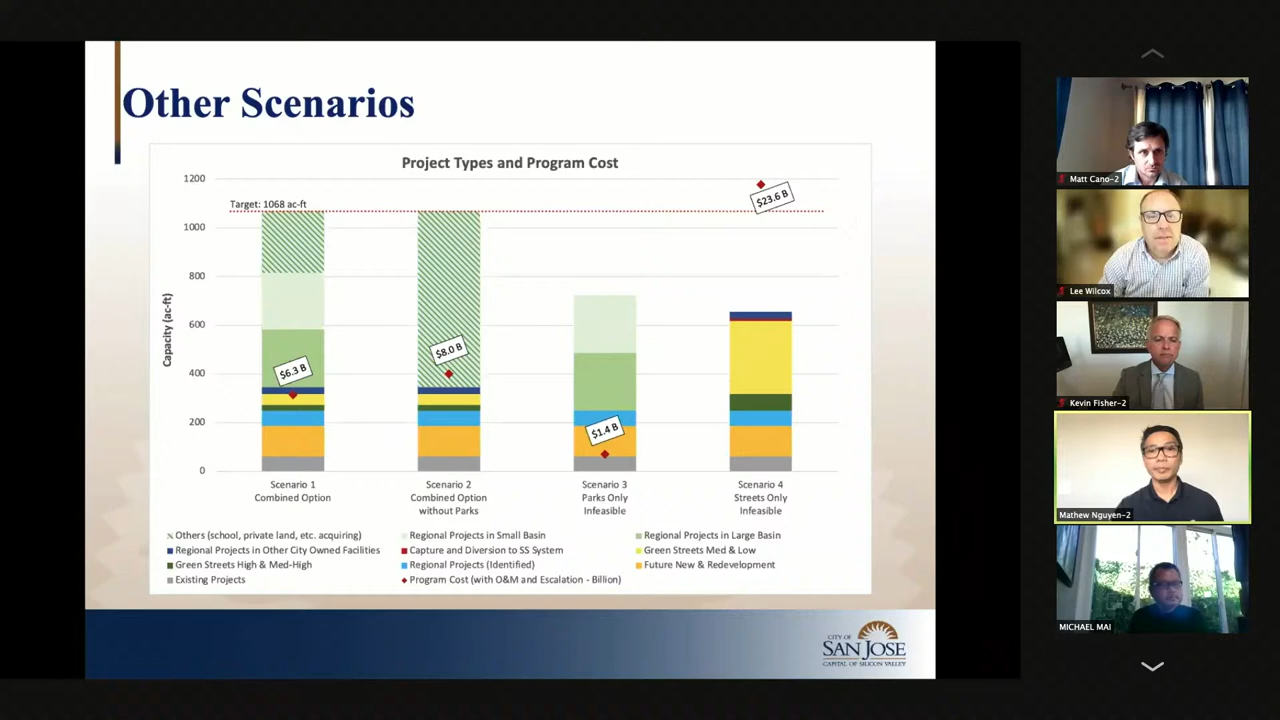 Other Scenarios
Project Types and Program Cost
Capacity (ac-ft)
1200
1000
800
600
400
200
0
Target: 1068 ac-ft
$6.3 B
$8.0 B
$1.4 B
$23.6 B
Scenario 1
Combined Option
Scenario 2
Combined Option
without Parks
Scenario 3
Parks Only
Infeasible
Scenario 4
Streets Only
Infeasible
Others (school, private land, etc. acquiring)
Regional Projects in Small Basin
Regional Projects in Large Basin
Regional Projects in Other City Owned Facilities
Capture and Diversion to SS System
Green Streets Med & Low
Green Streets High & Med-High
Regional Projects (Identified)
Future New & Redevelopment
Existing Projects
Program Cost (with O&M and Escalation - Billion)
CITY OF
SAN JOSE
CAPITAL OF SILICON VALLEY
Matt Cano-2
Lee Wilcox
Kevin Fisher-2
Mathew Nguyen-2
MICHAEL MAI